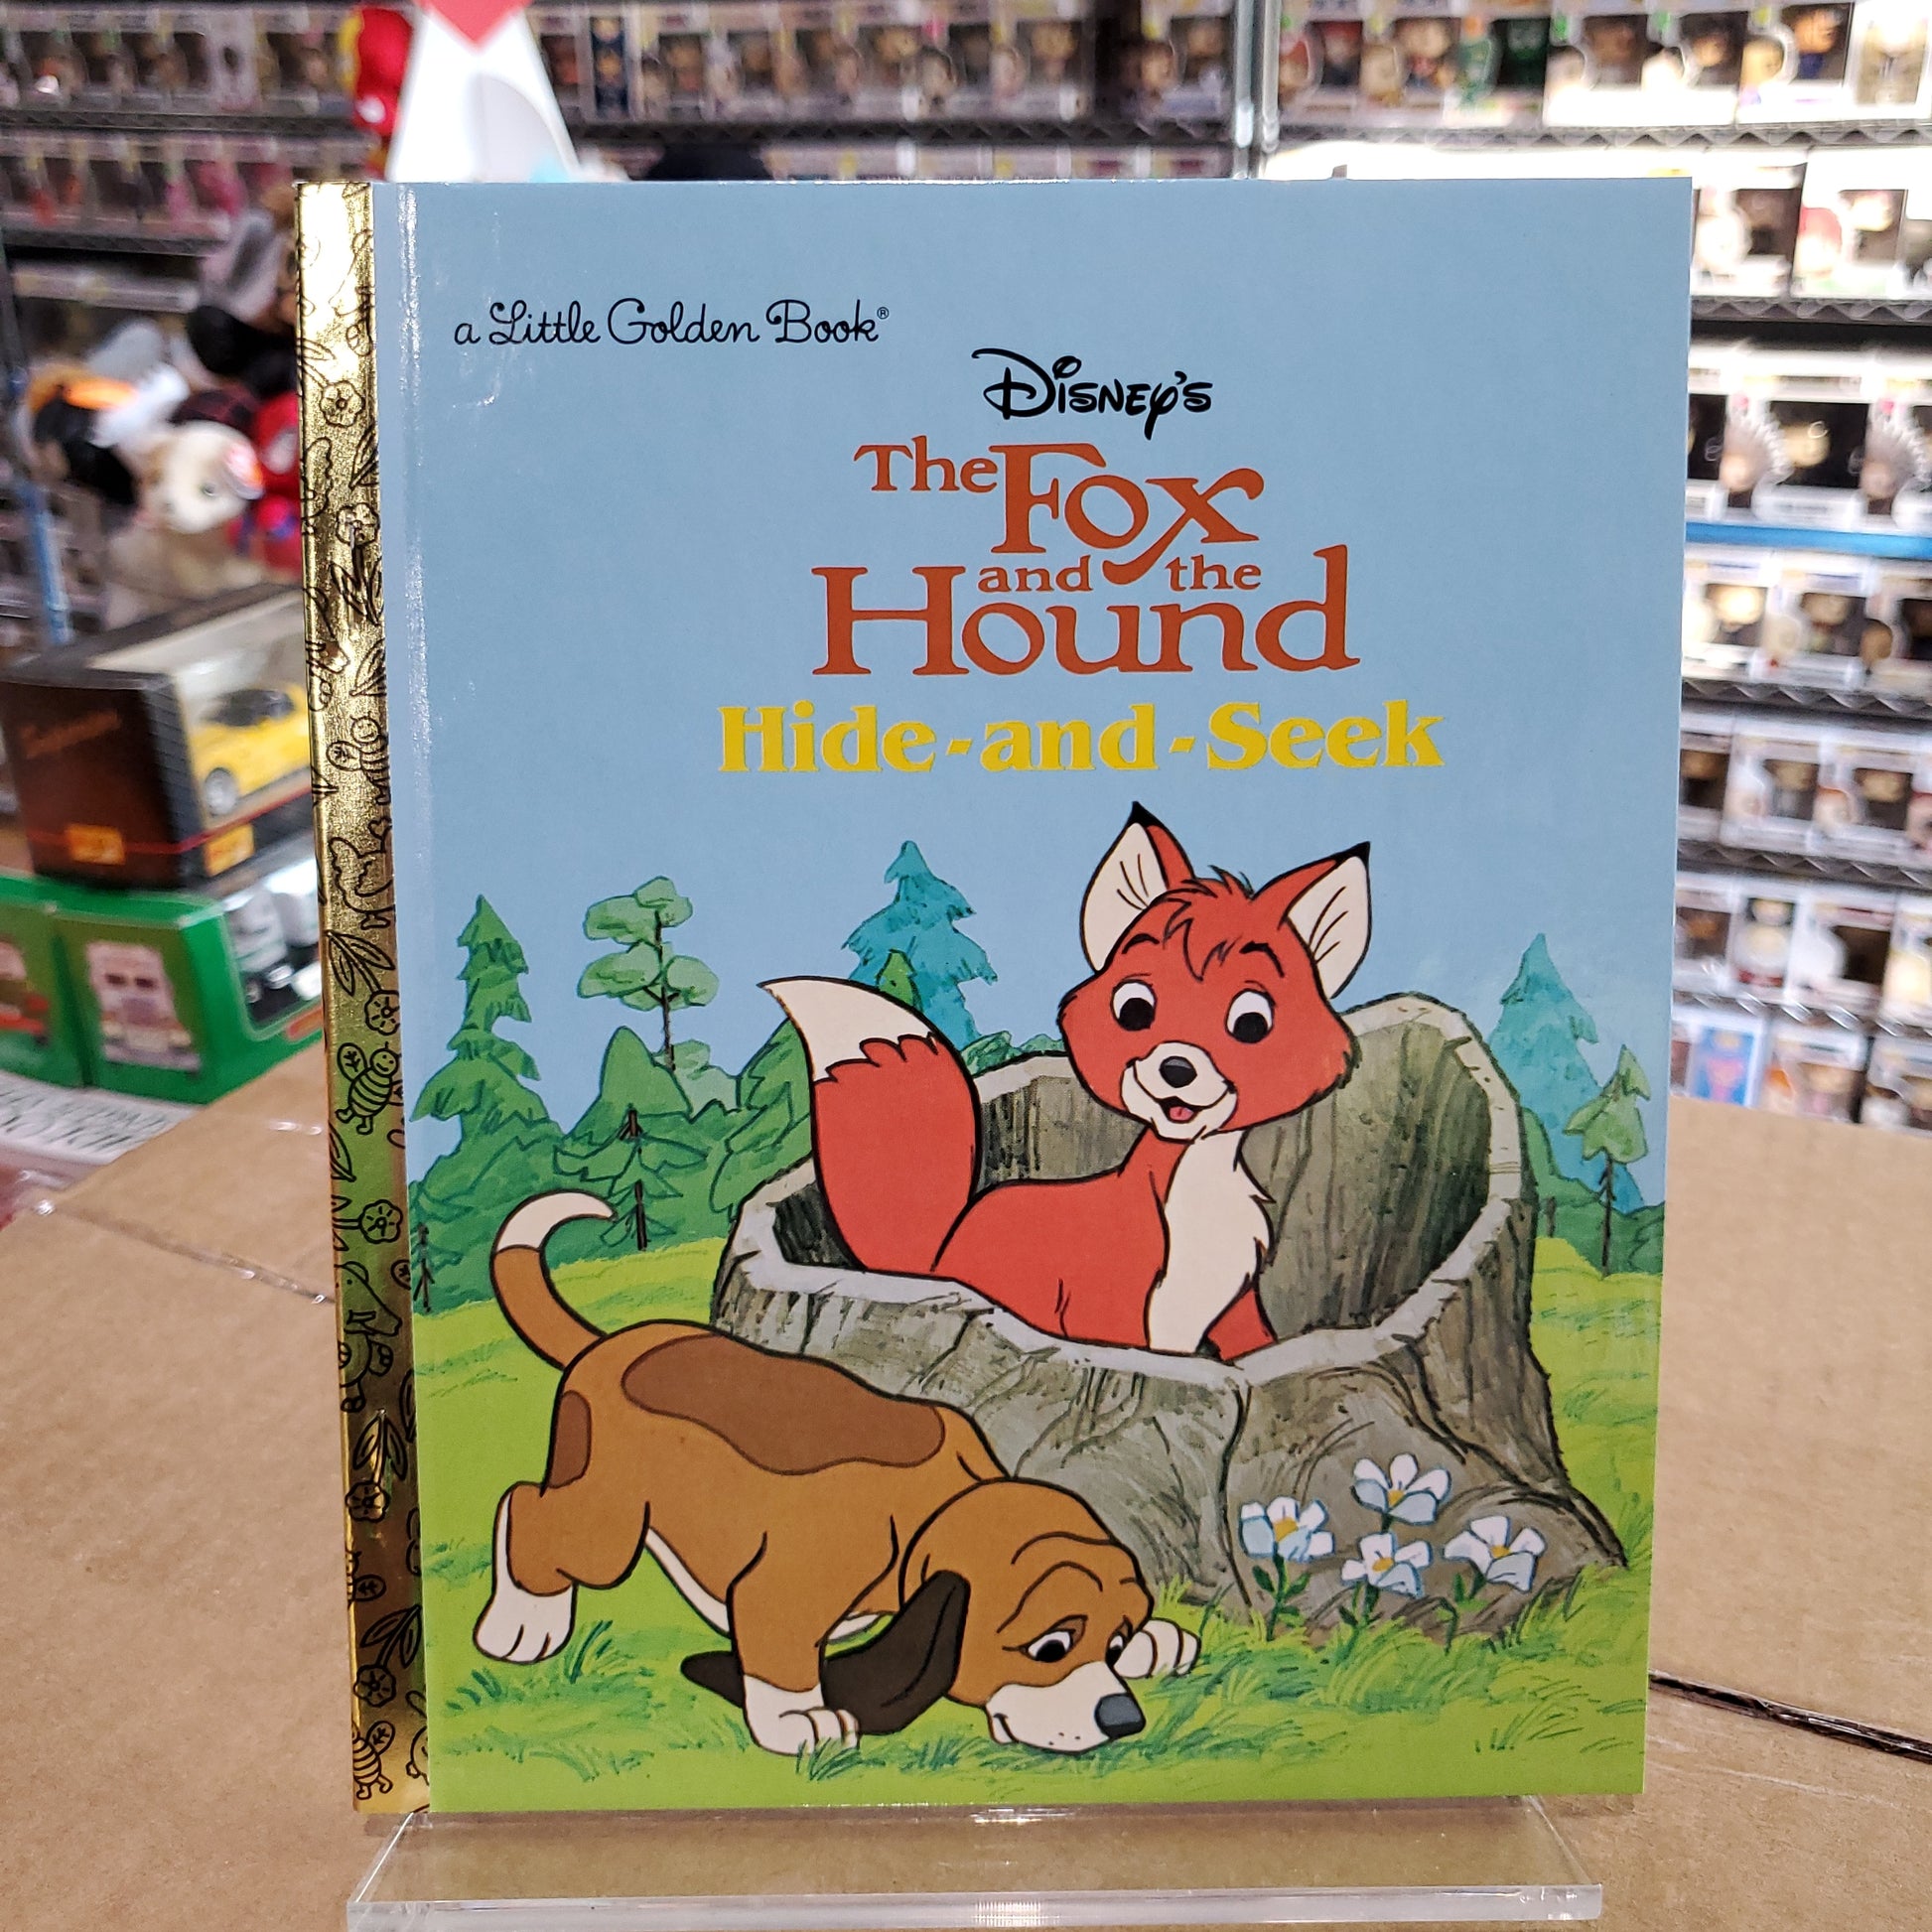 a Little Golden Book®
DISNEY'S
The Fox
and the
Hound
Hide-and-Seek